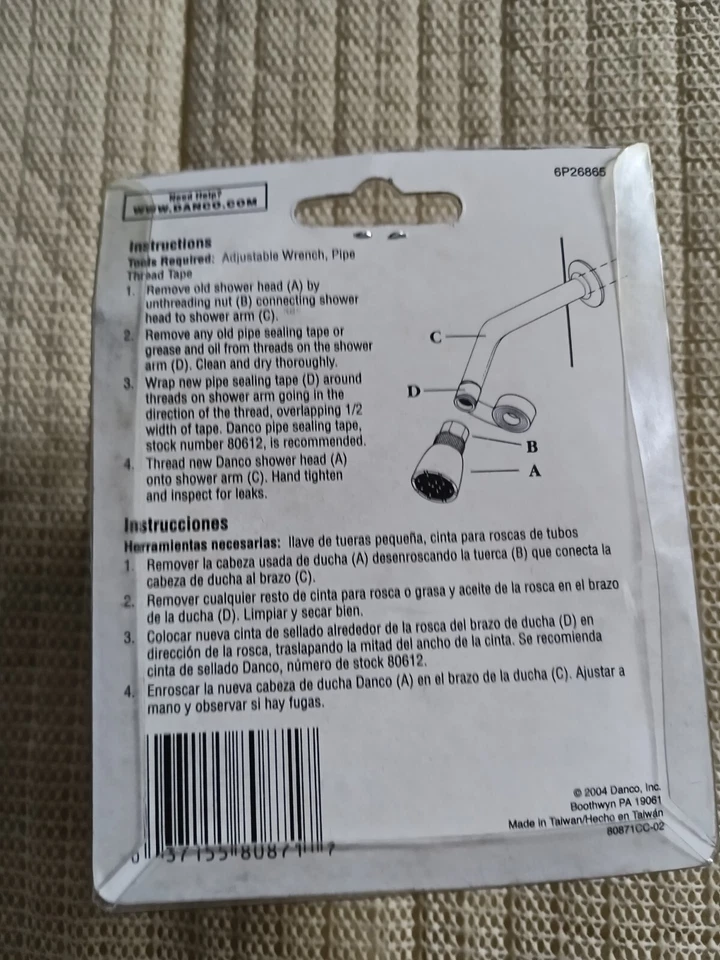 6P26865
Need Help?
WWW.DANCO.COM
Instructions
Tools Required: Adjustable Wrench, Pipe
Thread Tape
1. Remove old shower head (A) by
unthreading nut (B) connecting shower
head to shower arm (C).
2. Remove any old pipe sealing tape or
grease and oil from threads on the shower
arm (D). Clean and dry thoroughly.
3. Wrap new pipe sealing tape (D) around
threads on shower arm going in the
direction of the thread, overlapping 1/2
width of tape. Danco pipe sealing tape,
stock number 80612, is recommended.
4. Thread new Danco shower head (A)
onto shower arm (C). Hand tighten
and inspect for leaks.
C
D
B
A
Instrucciones
Herramientas necesarias: llave de tueras pequeña, cinta para roscas de tubos
1. Remover la cabeza usada de ducha (A) desenroscando la tuerca (B) que conecta la
cabeza de ducha al brazo (C).
2. Remover cualquier resto de cinta para rosca o grasa y aceite de la rosca en el brazo
de la ducha (D). Limpiar y secar bien.
3. Colocar nueva cinta de sellado alrededor de la rosca del brazo de ducha (D) en
dirección de la rosca, traslapando la mitad del ancho de la cinta. Se recomienda
cinta de sellado Danco, número de stock 80612.
4. Enroscar la nueva cabeza de ducha Danco (A) en el brazo de la ducha (C). Ajustar a
mano y observar si hay fugas.
0 37155 80871 7
© 2004 Danco, Inc.
Boothwyn PA 19061
Made in Taiwan/Hecho en Taiwán
80871CC-02